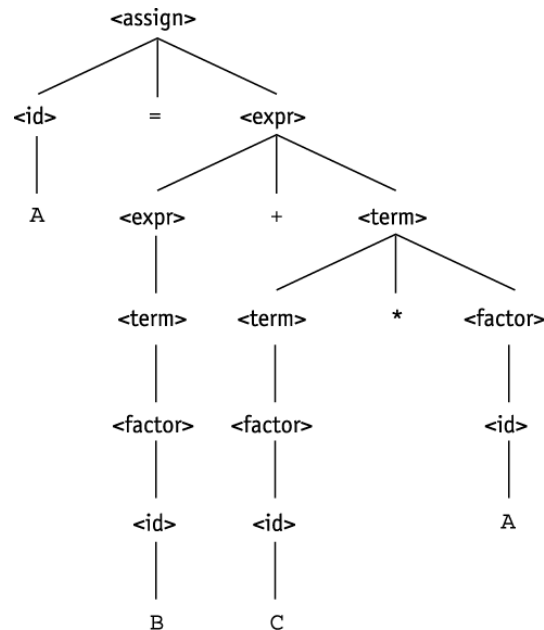 <assign>
<id> = <expr>
A <expr> + <term>
<term> <term> * <factor>
<factor> <factor> <id>
<id> <id> A
B C